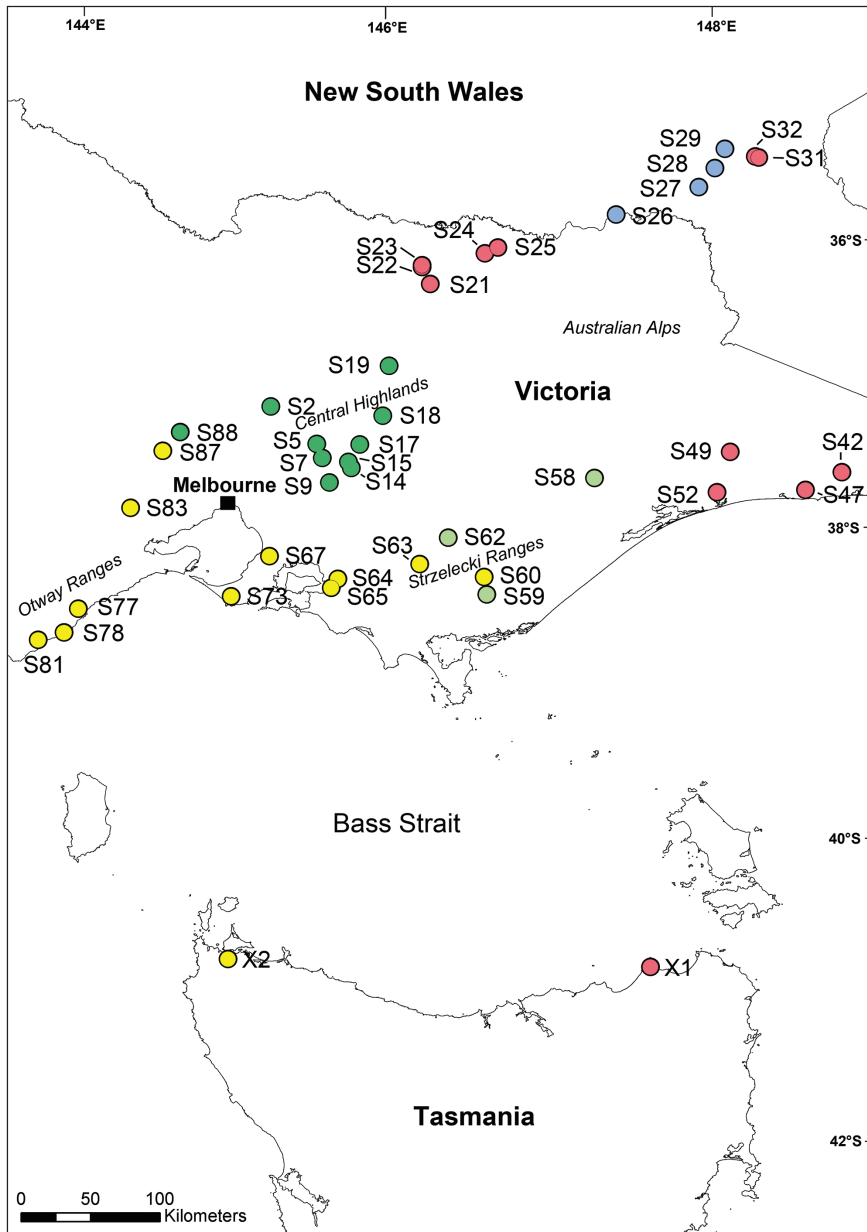 144°E
146°E
148°E
New South Wales
S32
S29
S31
S28
S27
S26
S24
S25
36°S
S23
S22
S21
Australian Alps
S19
Central Highlands
Victoria
S2
S18
S88
S5
S17
S87
S7
S15
S49
S42
S14
S9
S58
Melbourne
S52
S47
S83
38°S
S62
S63
S67
Strzelecki Ranges
Otway Ranges
S64
S60
S65
S59
S73
S77
S78
S81
Bass Strait
40°S
X2
X1
Tasmania
42°S
0 50 100
Kilometers